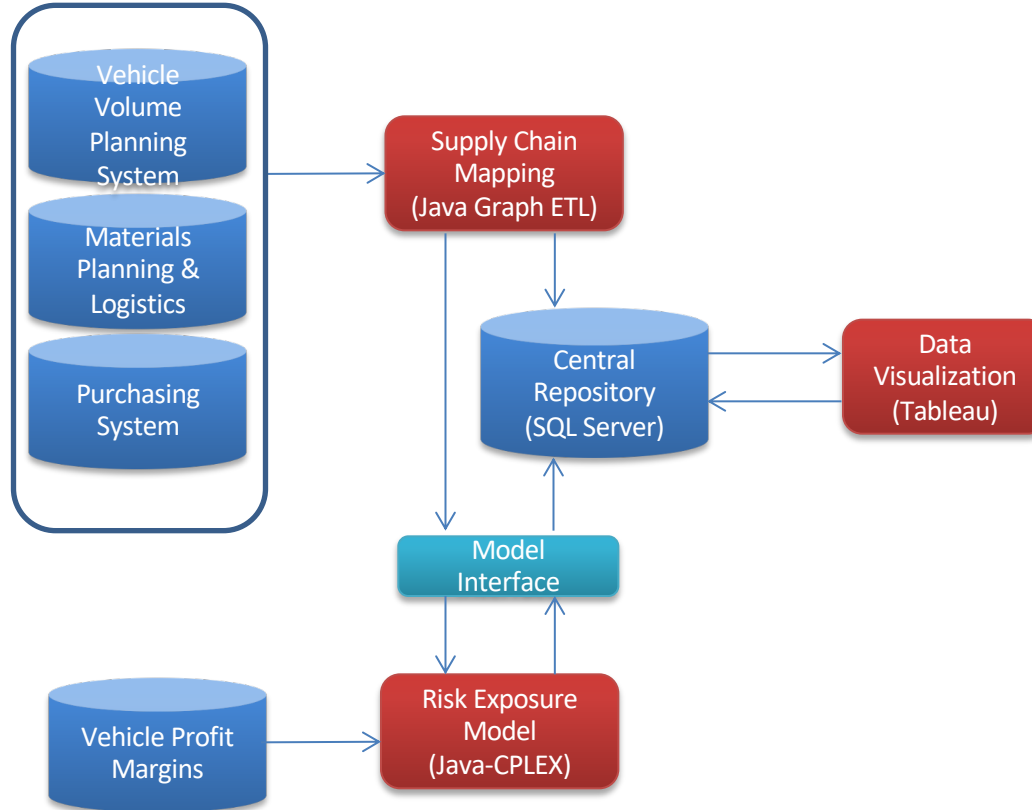 Vehicle
Volume
Planning
System
Materials
Planning &
Logistics
Purchasing
System
Supply Chain
Mapping
(Java Graph ETL)
Central
Repository
(SQL Server)
Data
Visualization
(Tableau)
Model
Interface
Vehicle Profit
Margins
Risk Exposure
Model
(Java-CPLEX)